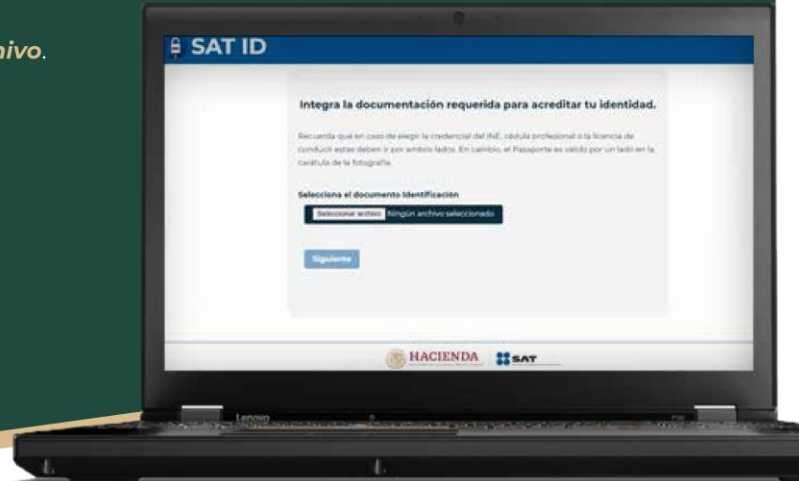 hivo.
SAT ID
Integra la documentación requerida para acreditar tu identidad.
Recuerda que en caso de elegir la credencial del INE, cédula profesional o la licencia de
conducir estas deben ir por ambos lados. En cambio, el Pasaporte es válido por un lado en la
carátula de la fotografía.
Selecciona el documento Identificación
Seleccionar archivo Ningún archivo seleccionado
Siguiente
HACIENDA SAT
Lenovo